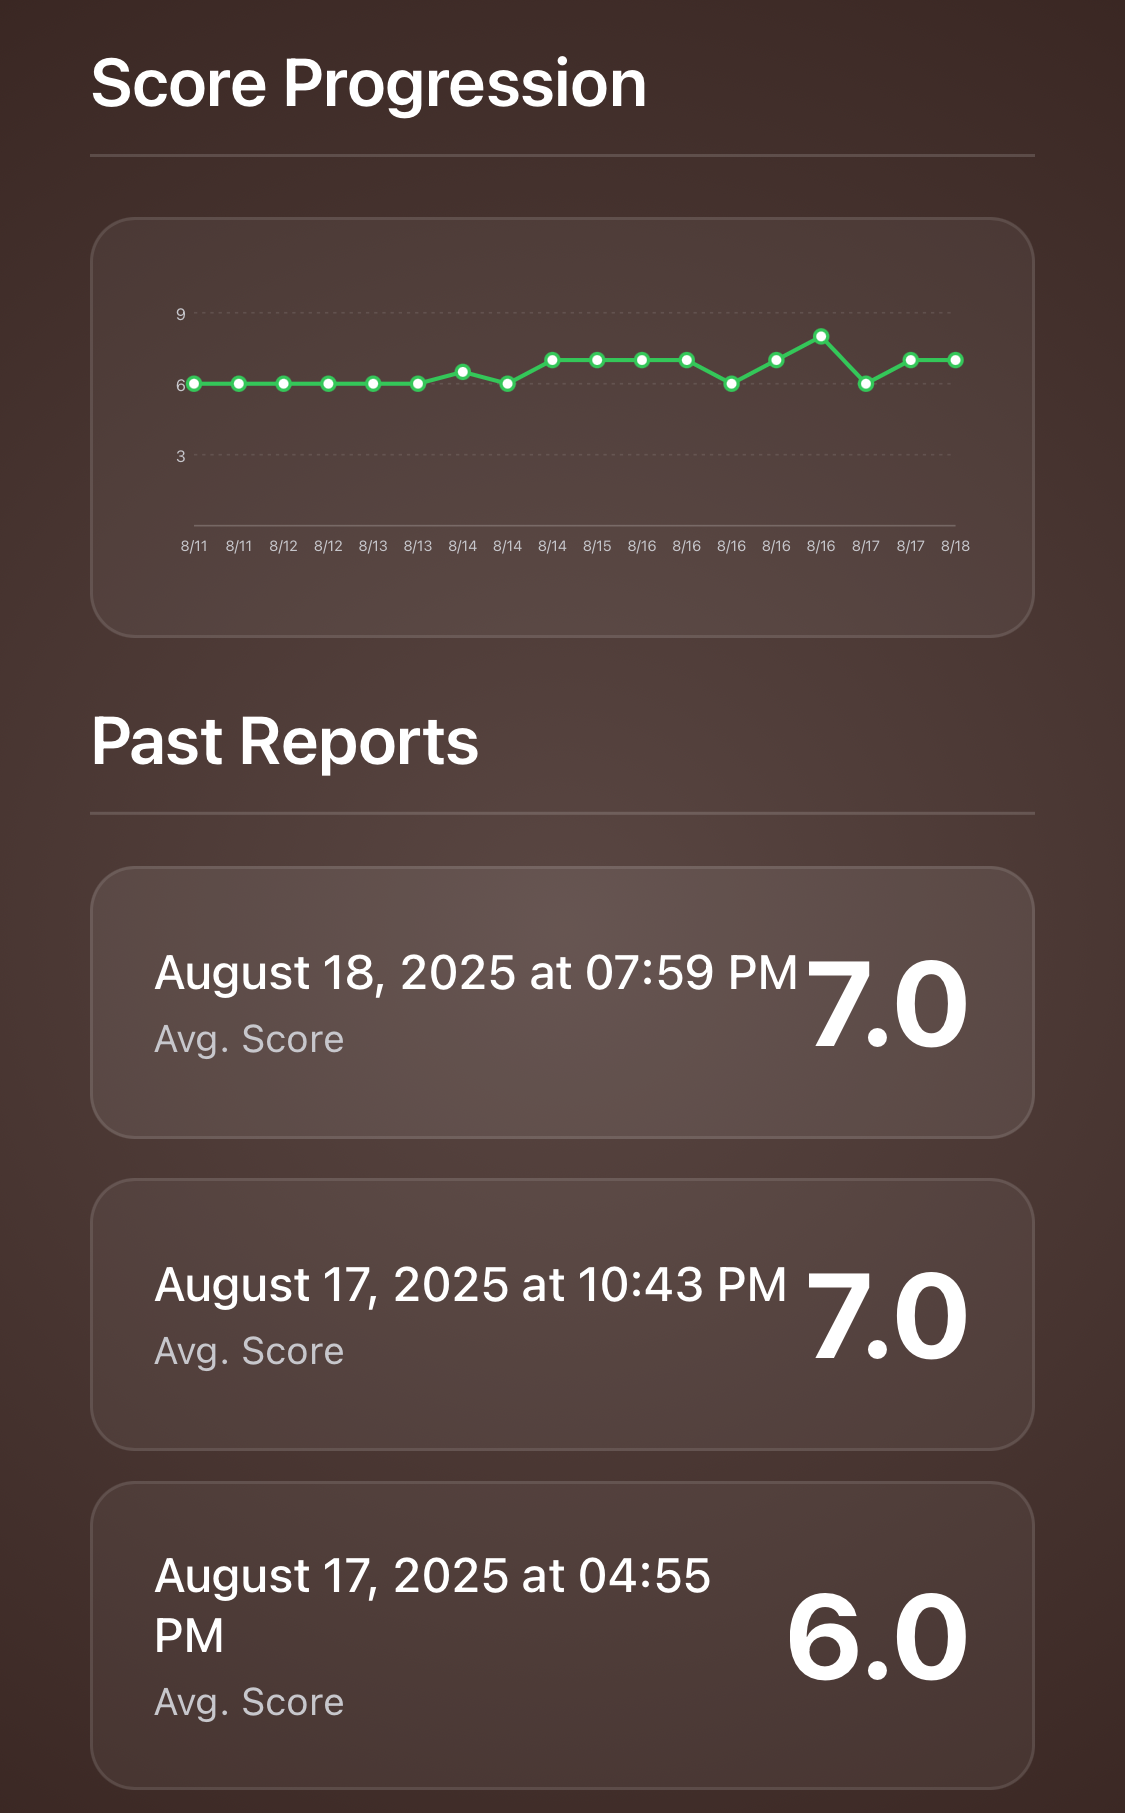 Score Progression
9
6
3
8/11 8/11 8/12 8/12 8/13 8/13 8/14 8/14 8/14 8/15 8/16 8/16 8/16 8/16 8/16 8/17 8/17 8/18
Past Reports
August 18, 2025 at 07:59 PM 7.0
Avg. Score
August 17, 2025 at 10:43 PM 7.0
Avg. Score
August 17, 2025 at 04:55
PM
6.0
Avg. Score